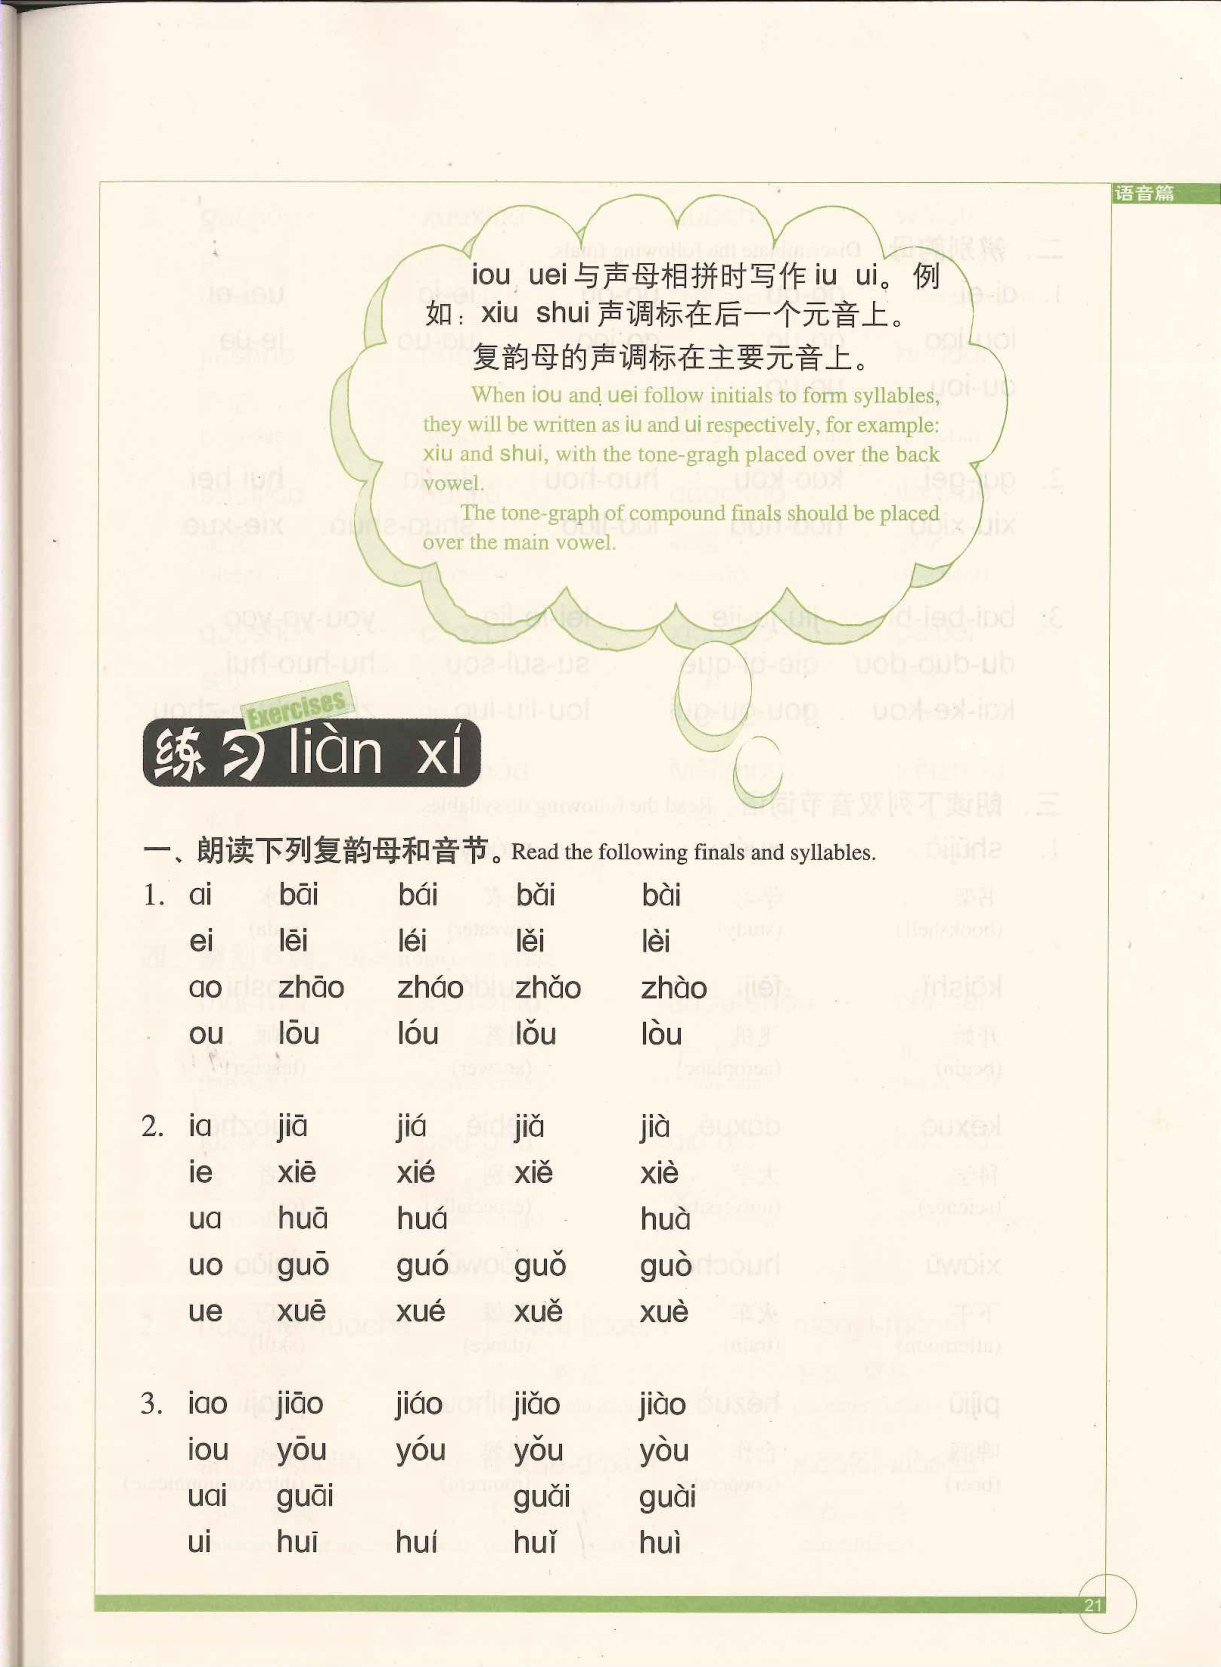 语音篇
iou uei 与声母相拼时写作 iu ui。例
如：xiu shui 声调标在后一个元音上。
复韵母的声调标在主要元音上。
When iou and uei follow initials to form syllables,
they will be written as iu and ui respectively, for example:
xiu and shui, with the tone-gragh placed over the back
vowel.
The tone-graph of compound finals should be placed
over the main vowel.
Exercises
练习 liàn xí
一、朗读下列复韵母和音节。Read the following finals and syllables.
1. ai bāi bái bǎi bài
ei lēi léi lěi lèi
ao zhāo zháo zhǎo zhào
ou lōu lóu lǒu lòu
2. ia jiā jiá jiǎ jià
ie xiē xié xiě xiè
ua huā huá huà
uo guō guó guǒ guò
ue xuē xué xuě xuè
3. iao jiāo jiáo jiǎo jiào
iou yōu yóu yǒu yòu
uai guāi guǎi guài
ui huī huí huǐ huì
21